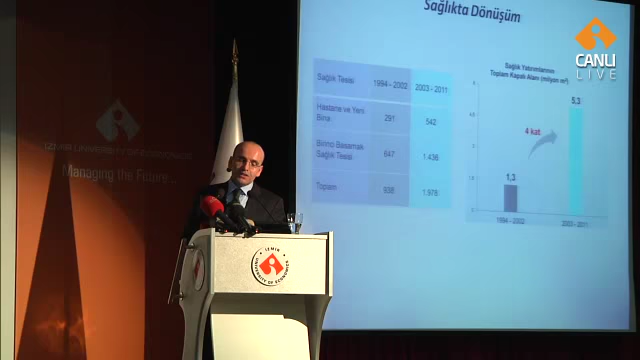 Sağlıkta Dönüşüm
CANLI
LIVE
Sağlık Tesisi 1994 – 2002 2003 - 2011
Hastane ve Yeni Bina 291 542
Birinci Basamak Sağlık Tesisi 647 1.436
Toplam 938 1.978
Sağlık Yatırımlarının
Toplam Kapalı Alanı (milyon m²)
5,3
4 kat
1,3
1994 – 2002 2003 - 2011
IZMIR UNIVERSITY OF ECONOMICS
Managing the Future...
IZMIR
UNIVERSITY OF ECONOMICS